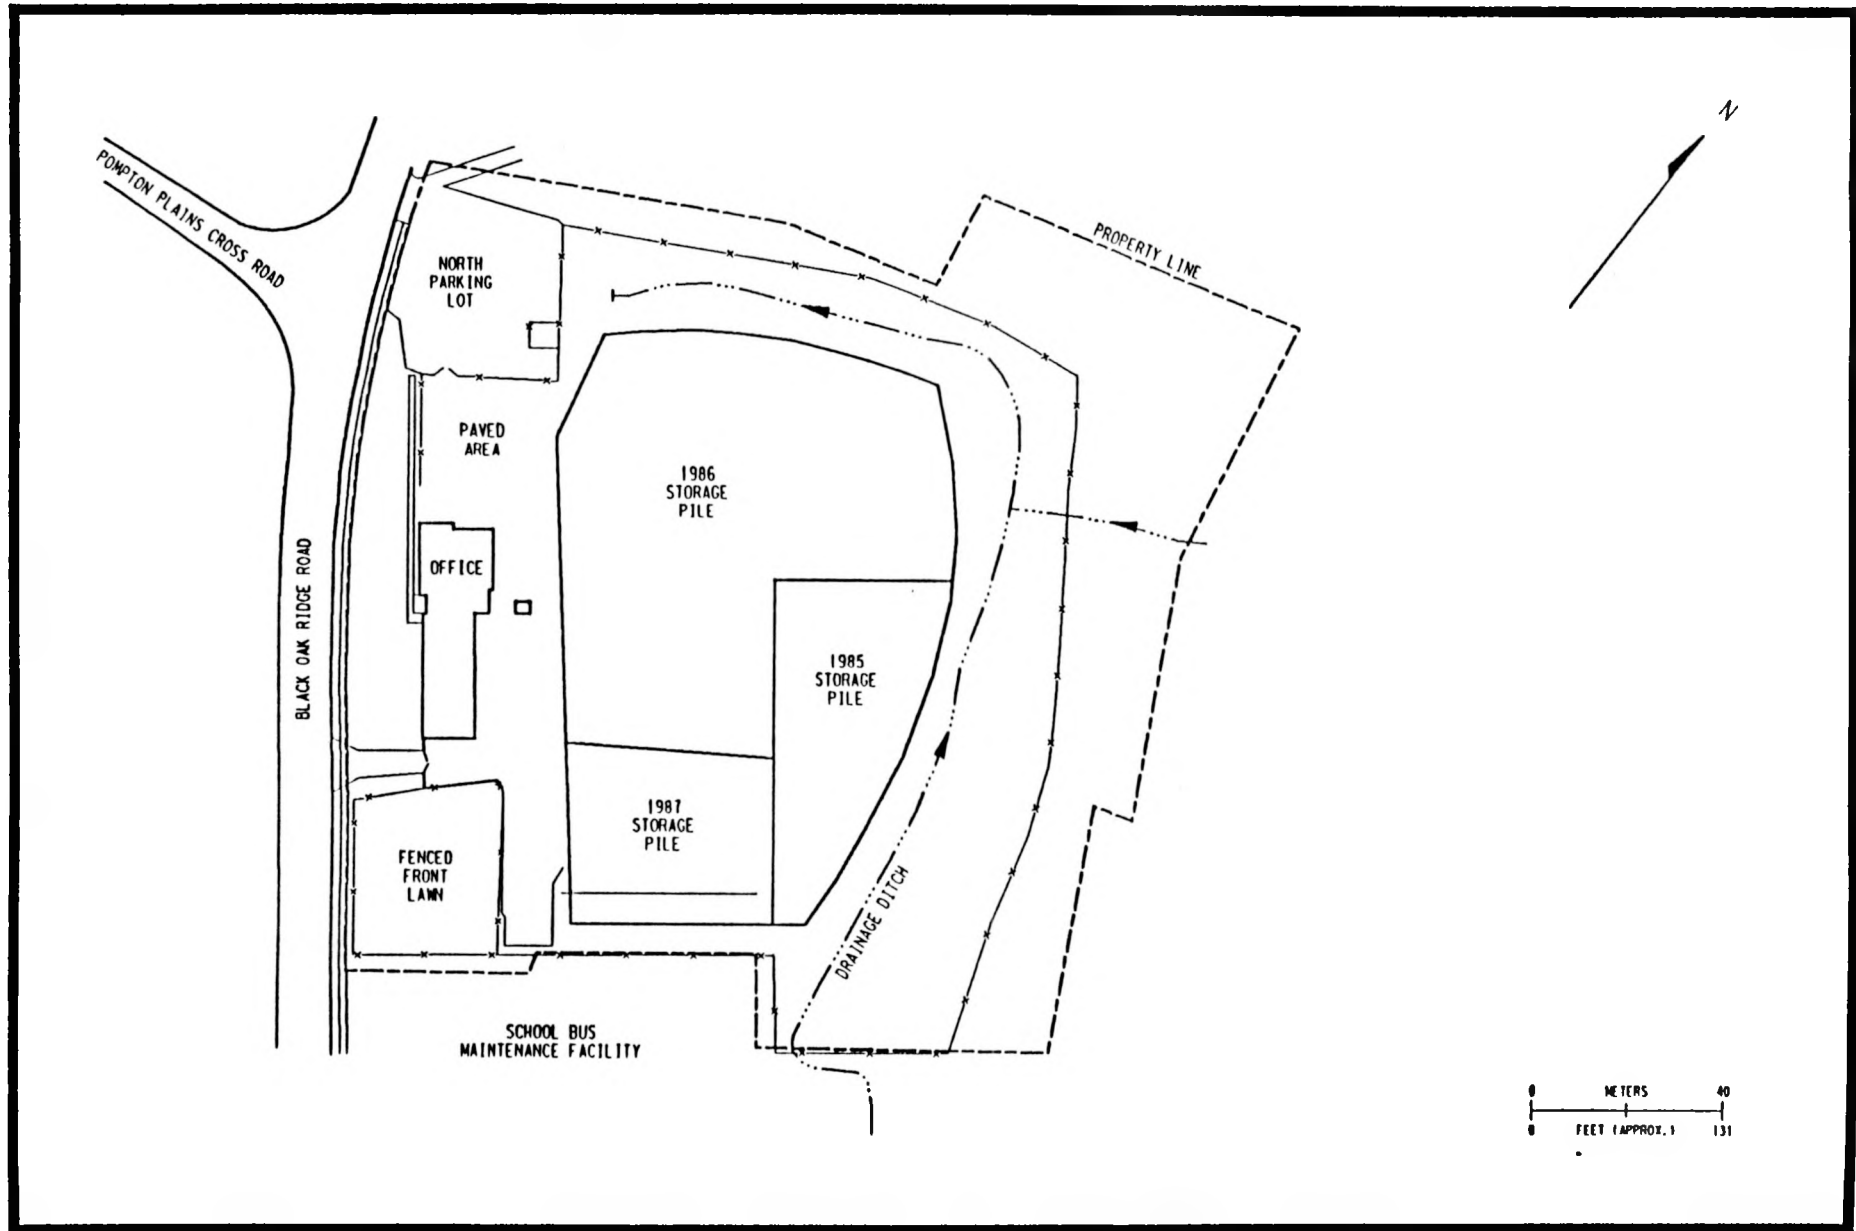 N
POMPTON PLAINS CROSS ROAD
PROPERTY LINE
NORTH
PARKING
LOT
PAVED
AREA
1986
STORAGE
PILE
OFFICE
BLACK OAK RIDGE ROAD
1985
STORAGE
PILE
1987
STORAGE
PILE
FENCED
FRONT
LAWN
DRAINAGE DITCH
SCHOOL BUS
MAINTENANCE FACILITY
0 METERS 40
0 FEET (APPROX.) 131